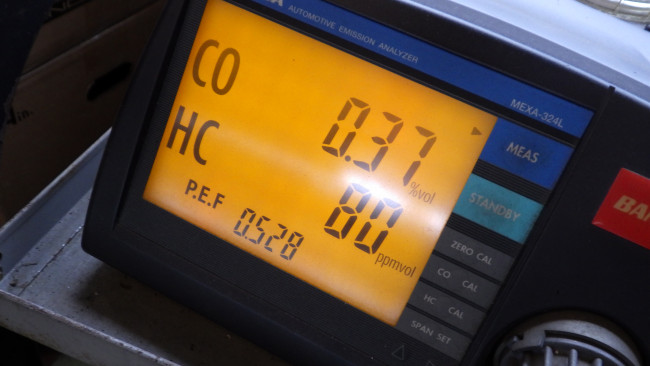 AUTOMOTIVE EMISSION ANALYZER
MEXA-324L
CO 0.37 %vol
HC 80 ppmvol
P.E.F 0.528
MEAS
STANDBY
ZERO CAL
CO CAL
HC CAL
SPAN SET